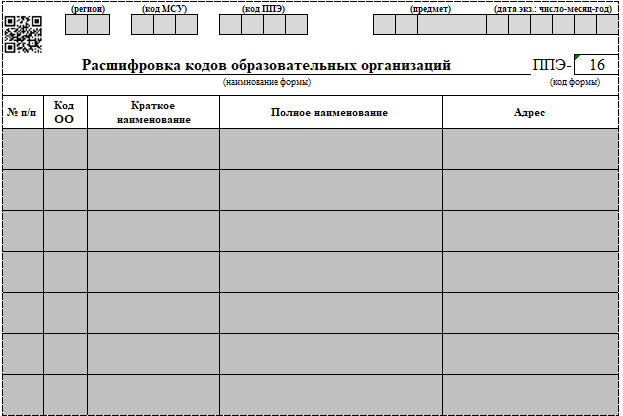 (регион) (код МСУ) (код ППЭ) (предмет) (дата экз.: число-месяц-год)
Расшифровка кодов образовательных организаций ППЭ- 16
(наимнование формы) (код формы)
№ п/п Код ОО Краткое наименование Полное наименование Адрес